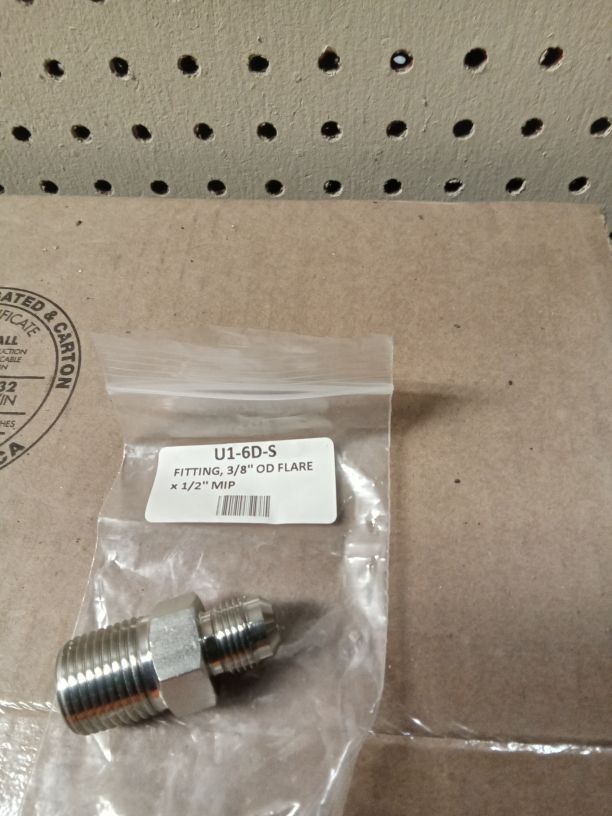 U1-6D-S
FITTING, 3/8" OD FLARE
x 1/2" MIP
ATED & CARTON
FICATE
ALL
UCTION
CABLE
32
/IN
HES
CA